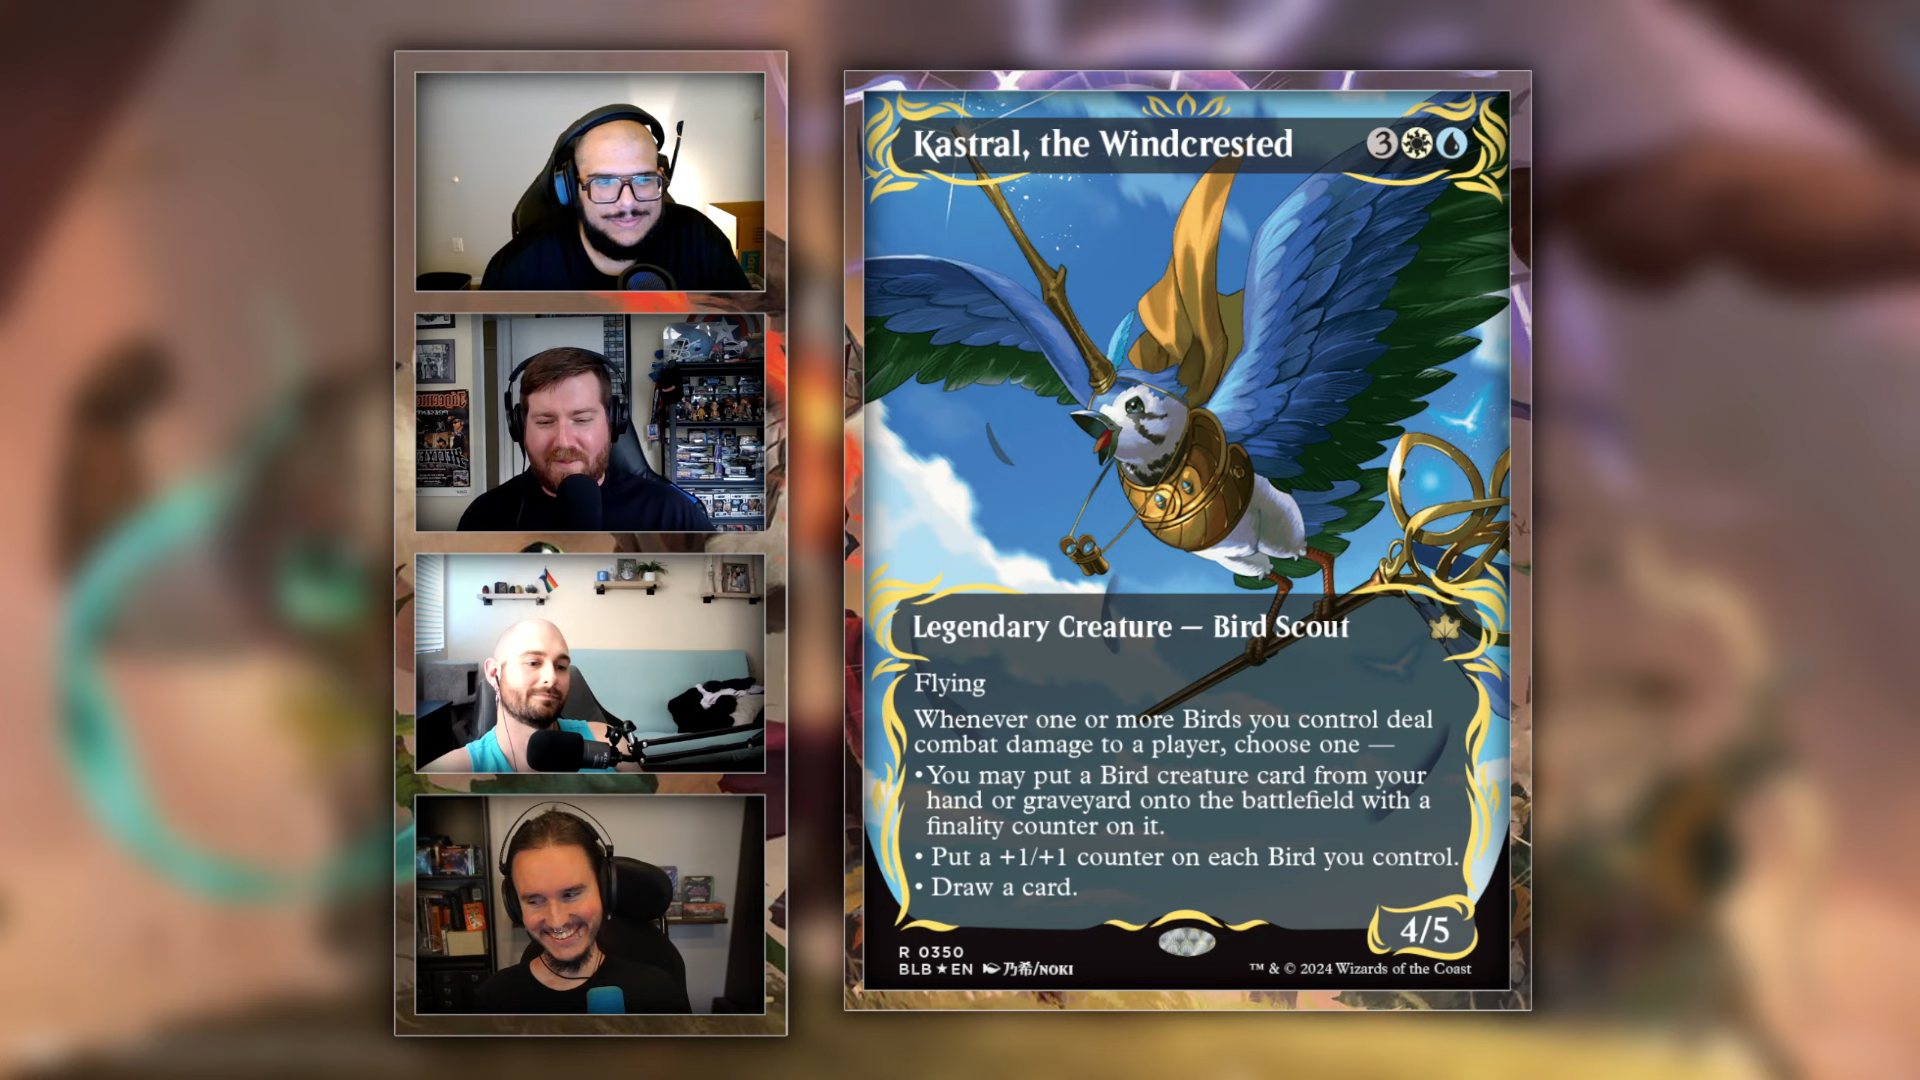 Kastral, the Windcrested
3
Legendary Creature — Bird Scout
Flying
Whenever one or more Birds you control deal
combat damage to a player, choose one —
• You may put a Bird creature card from your
hand or graveyard onto the battlefield with a
finality counter on it.
• Put a +1/+1 counter on each Bird you control.
• Draw a card.
4/5
R 0350
BLB ★ EN 乃希/NOKI
™ & © 2024 Wizards of the Coast